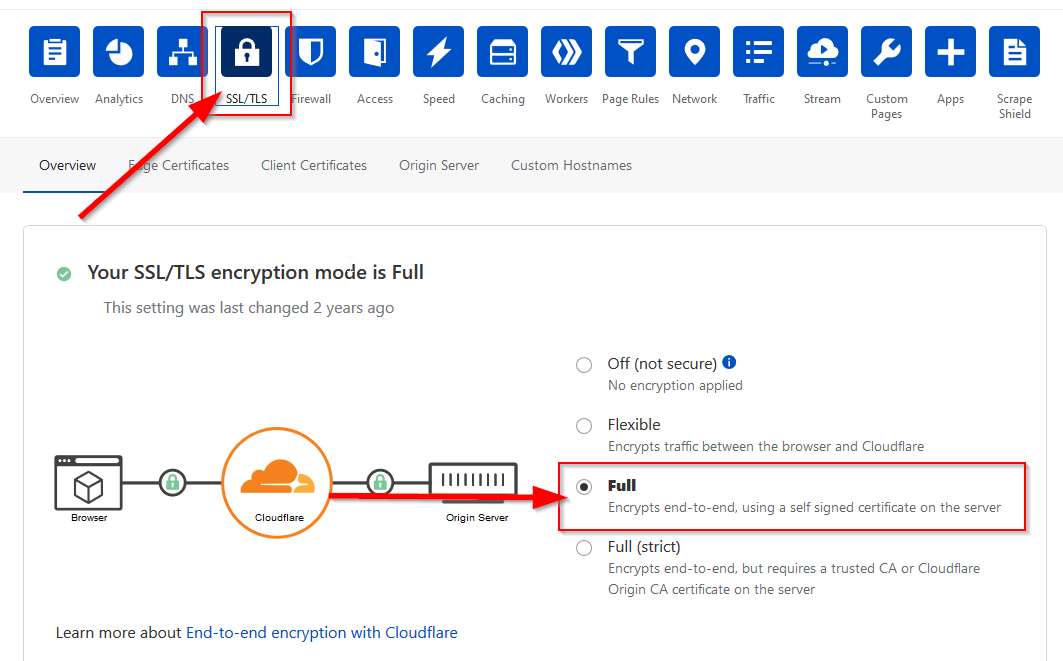 Overview
Analytics
DNS
SSL/TLS
Firewall
Access
Speed
Caching
Workers
Page Rules
Network
Traffic
Stream
Custom
Pages
Apps
Scrape
Shield
Overview
Edge Certificates
Client Certificates
Origin Server
Custom Hostnames
Your SSL/TLS encryption mode is Full
This setting was last changed 2 years ago
Browser
Cloudflare
Origin Server
Off (not secure)
No encryption applied
Flexible
Encrypts traffic between the browser and Cloudflare
Full
Encrypts end-to-end, using a self signed certificate on the server
Full (strict)
Encrypts end-to-end, but requires a trusted CA or Cloudflare
Origin CA certificate on the server
Learn more about End-to-end encryption with Cloudflare